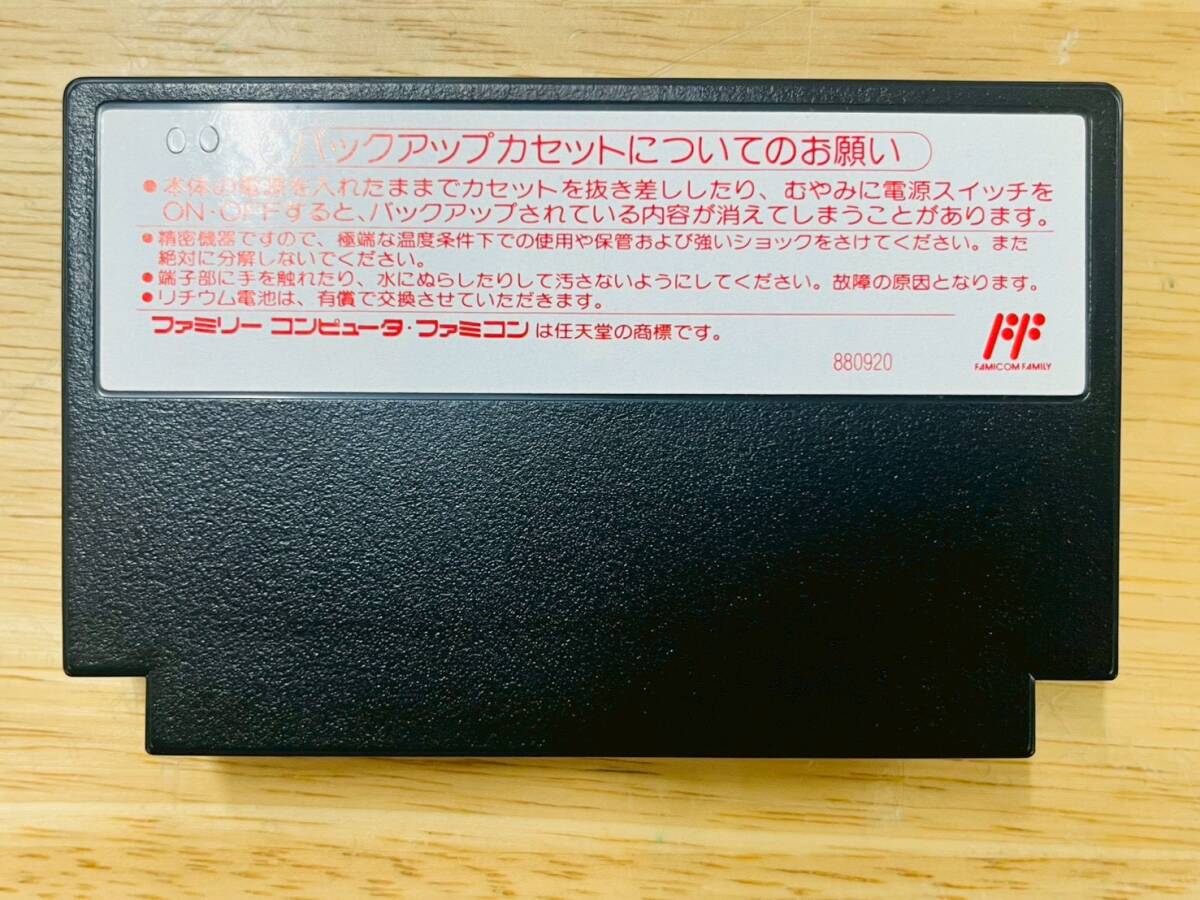 00
バックアップカセットについてのお願い
●本体の電源を入れたままでカセットを抜き差ししたり、むやみに電源スイッチを
ON・OFFすると、バックアップされている内容が消えてしまうことがあります。
●精密機器ですので、極端な温度条件下での使用や保管および強いショックをさけてください。また
絶対に分解しないでください。
●端子部に手を触れたり、水にぬらしたりして汚さないようにしてください。故障の原因となります。
●リチウム電池は、有償で交換させていただきます。
ファミリー コンピュータ・ファミコンは任天堂の商標です。
880920
FAMICOM FAMILY